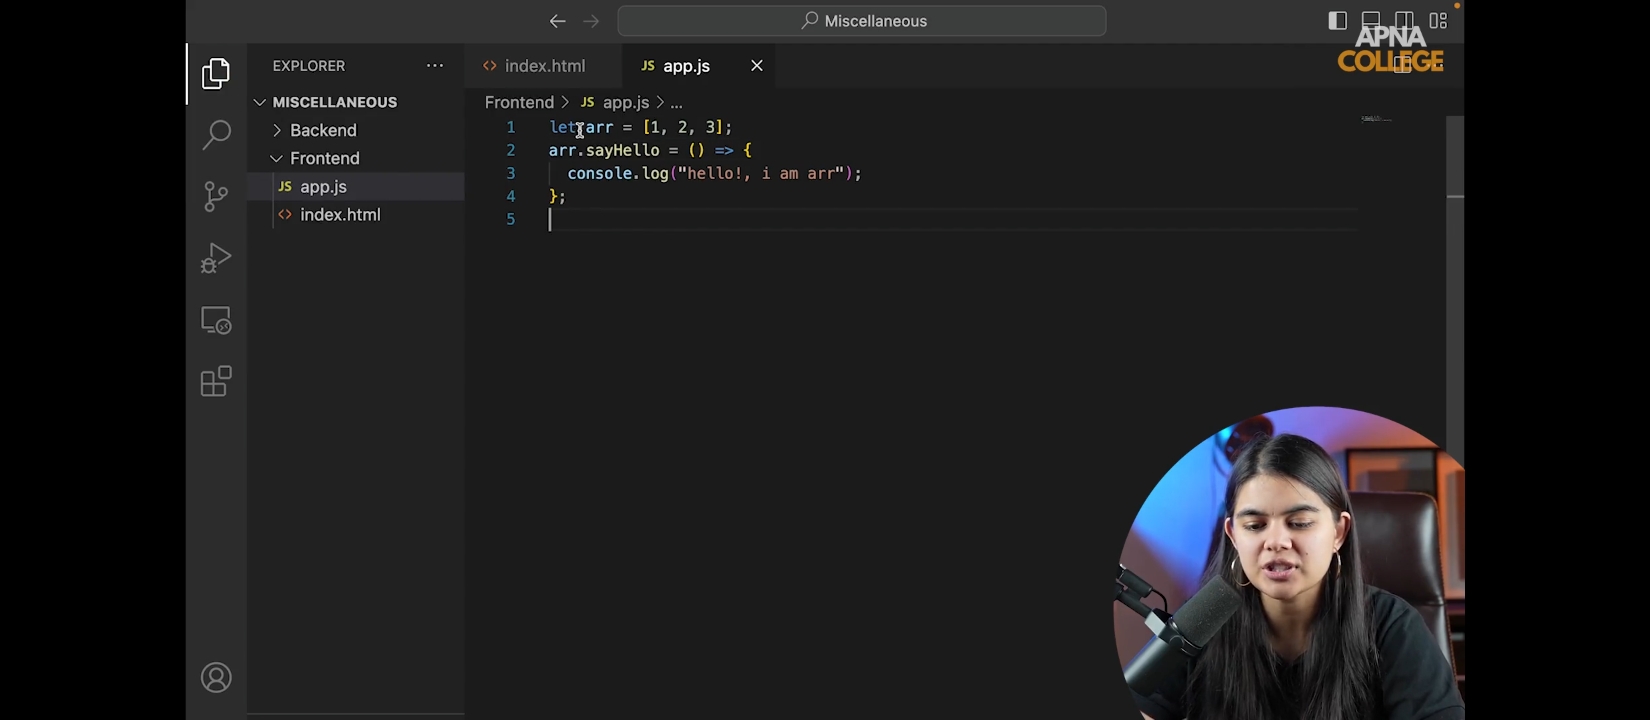 Miscellaneous
APNA
COLLEGE
EXPLORER
index.html
JS app.js
MISCELLANEOUS
Backend
Frontend
JS app.js
index.html
Frontend > JS app.js > ...
1 let arr = [1, 2, 3];
2 arr.sayHello = () => {
3 console.log("hello!, i am arr");
4 };
5